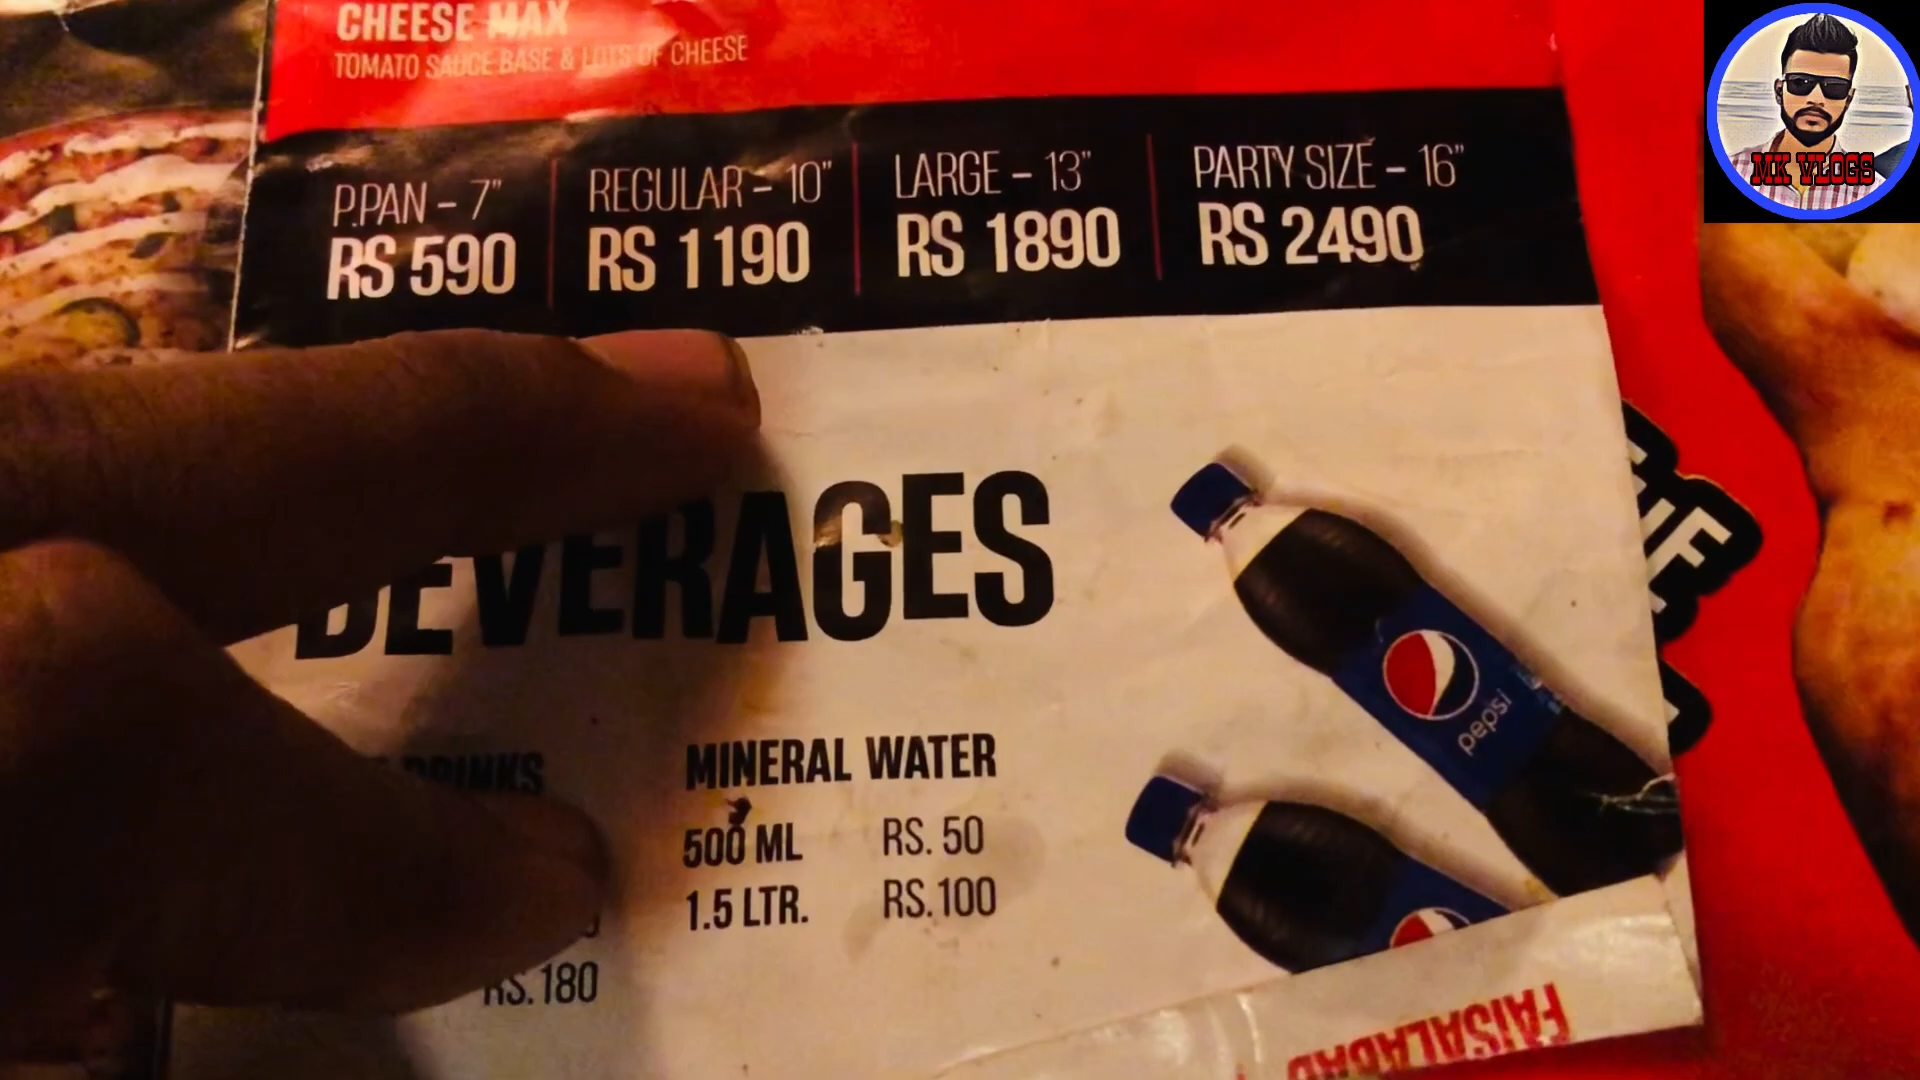 CHEESE MAX
TOMATO SAUCE BASE & LOTS OF CHEESE
P.PAN – 7"
RS 590
REGULAR – 10"
RS 1190
LARGE – 13"
RS 1890
PARTY SIZE – 16"
RS 2490
MK VLOGS
BEVERAGES
pepsi
DRINKS
RS. 180
MINERAL WATER
500 ML RS. 50
1.5 LTR. RS. 100
FAISALABAD